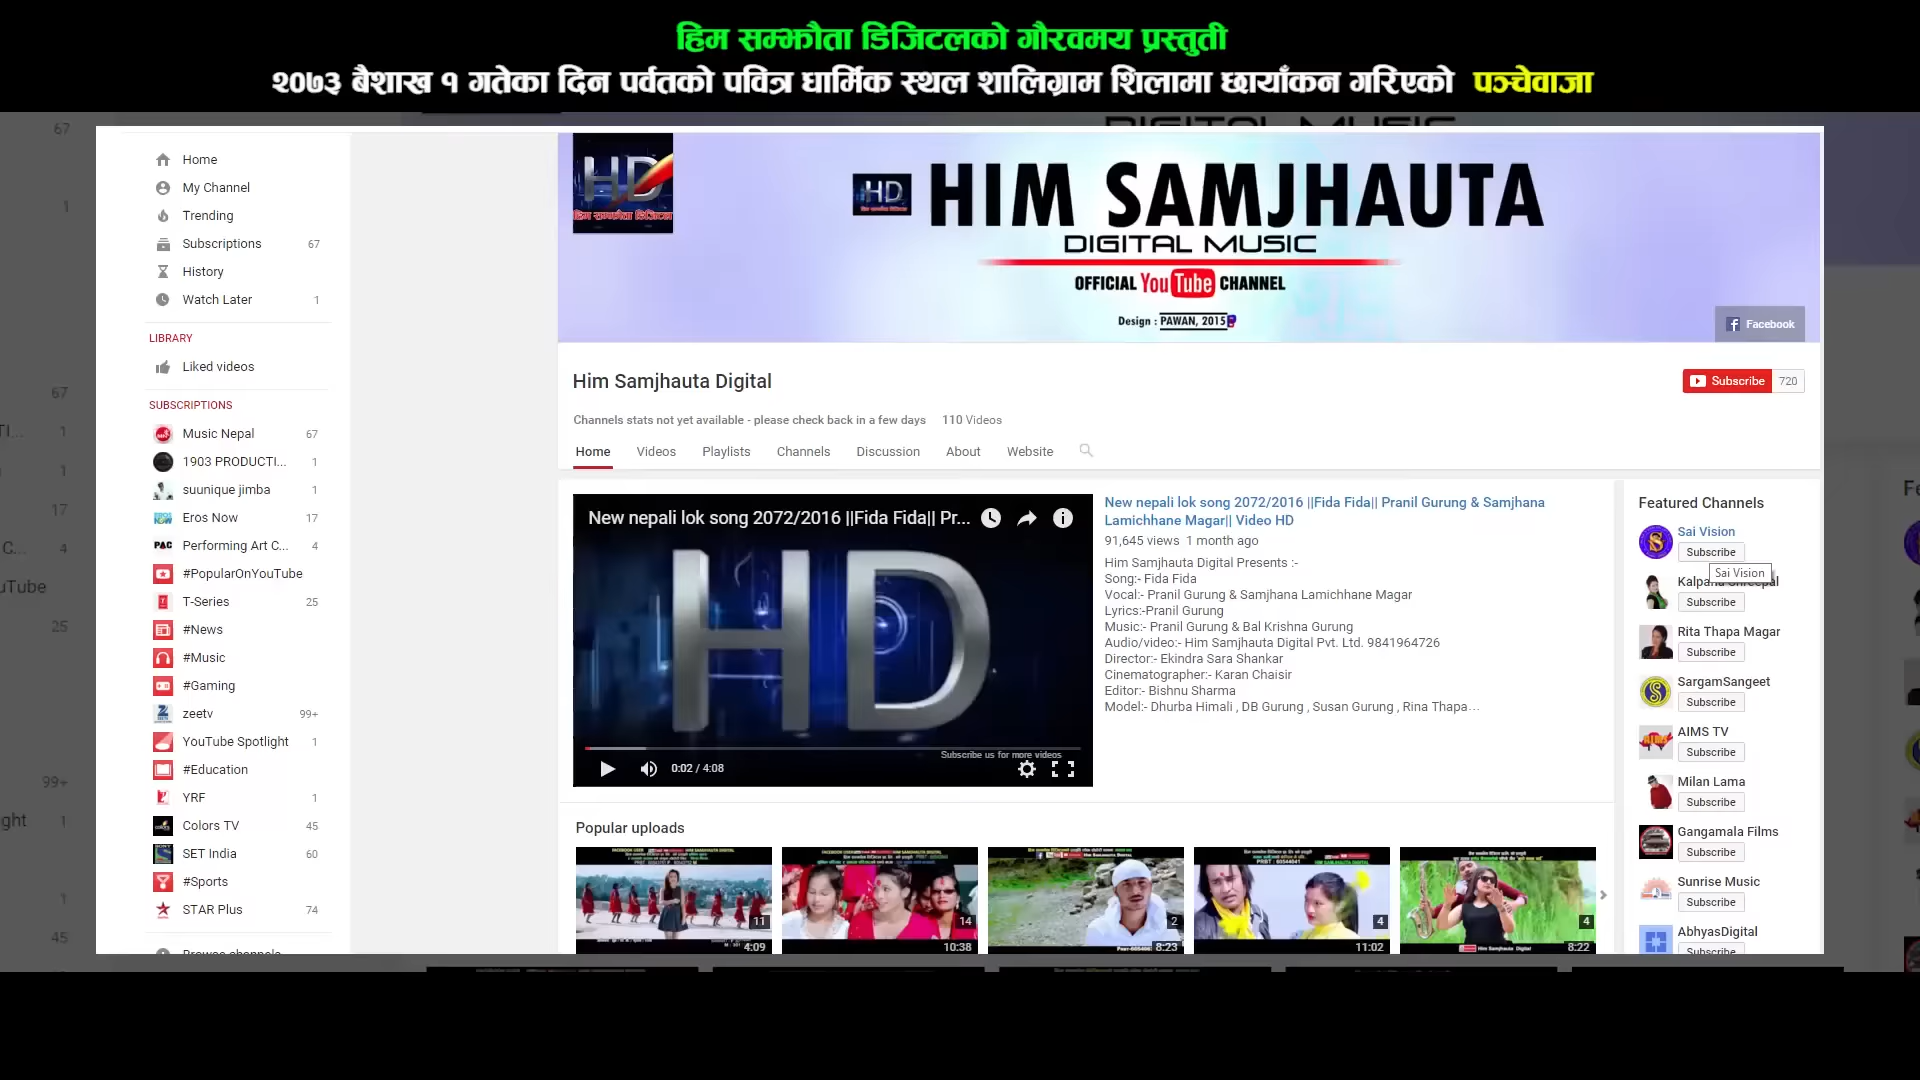 हिम सम्झौता डिजिटलको गौरवमय प्रस्तुती
२०७३ बैशाख १ गतेका दिन पर्वतको पवित्र धार्मिक स्थल शालिग्राम शिलामा छायाँकन गरिएको पञ्चेवाजा
Home
My Channel
Trending
Subscriptions 67
History
Watch Later 1
LIBRARY
Liked videos
SUBSCRIPTIONS
Music Nepal 67
1903 PRODUCTI... 1
suunique jimba 1
Eros Now 17
Performing Art C... 4
#PopularOnYouTube
T-Series 25
#News
#Music
#Gaming
zeetv 99+
YouTube Spotlight 1
#Education
YRF 1
Colors TV 45
SET India 60
#Sports
STAR Plus 74
HD
हिम सम्झौता डिजिटल
HD HIM SAMJHAUTA
DIGITAL MUSIC
OFFICIAL YouTube CHANNEL
Design : PAWAN, 2015
Facebook
Him Samjhauta Digital
Subscribe 720
Channels stats not yet available - please check back in a few days 110 Videos
Home Videos Playlists Channels Discussion About Website
New nepali lok song 2072/2016 ||Fida Fida|| Pr...
HD
Subscribe us for more videos
0:02 / 4:08
New nepali lok song 2072/2016 ||Fida Fida|| Pranil Gurung & Samjhana
Lamichhane Magar|| Video HD
91,645 views 1 month ago
Him Samjhauta Digital Presents :-
Song:- Fida Fida
Vocal:- Pranil Gurung & Samjhana Lamichhane Magar
Lyrics:-Pranil Gurung
Music:- Pranil Gurung & Bal Krishna Gurung
Audio/video:- Him Samjhauta Digital Pvt. Ltd. 9841964726
Director:- Ekindra Sara Shankar
Cinematographer:- Karan Chaisir
Editor:- Bishnu Sharma
Model:- Dhurba Himali , DB Gurung , Susan Gurung , Rina Thapa...
Popular uploads
11
4:09
14
10:38
2
8:23
4
11:02
4
8:22
Featured Channels
Sai Vision
Subscribe
Sai Vision
Subscribe
Rita Thapa Magar
Subscribe
SargamSangeet
Subscribe
AIMS TV
Subscribe
Milan Lama
Subscribe
Gangamala Films
Subscribe
Sunrise Music
Subscribe
AbhyasDigital
Subscribe